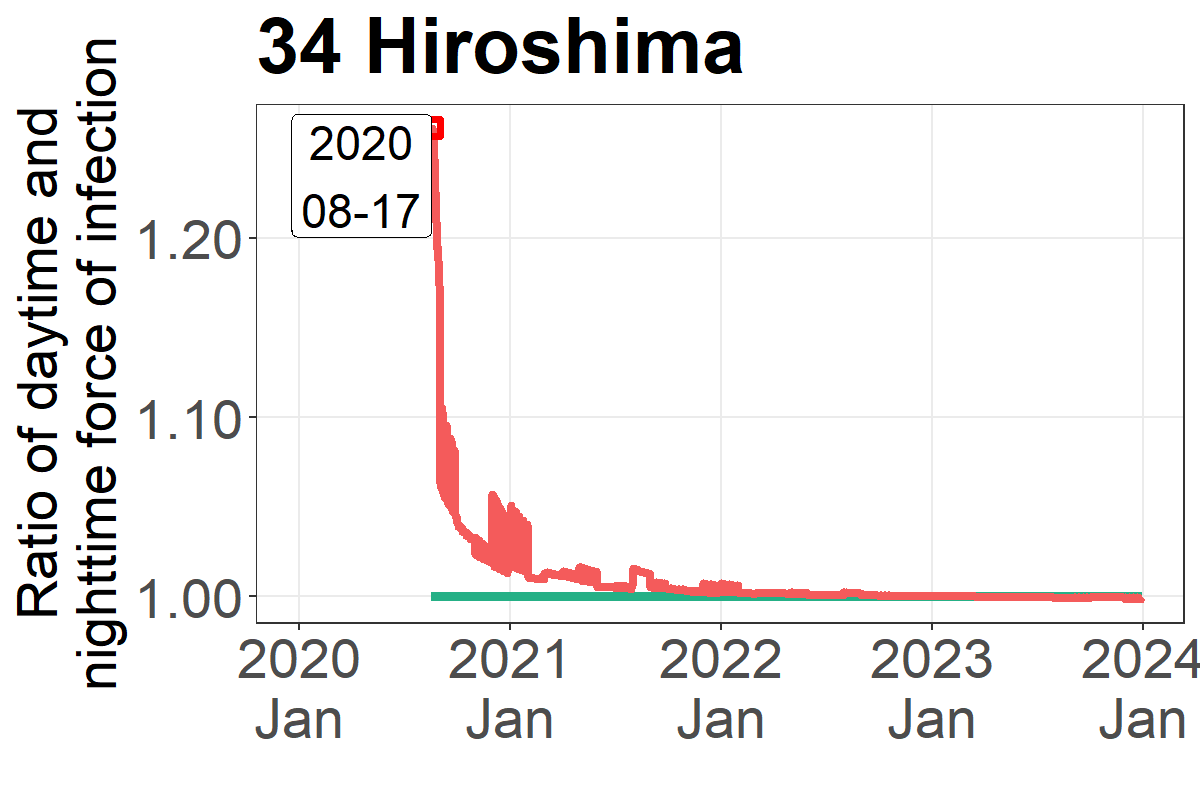 34 Hiroshima
Ratio of daytime and
nighttime force of infection
2020
08-17
1.20
1.10
1.00
2020
Jan
2021
Jan
2022
Jan
2023
Jan
2024
Jan